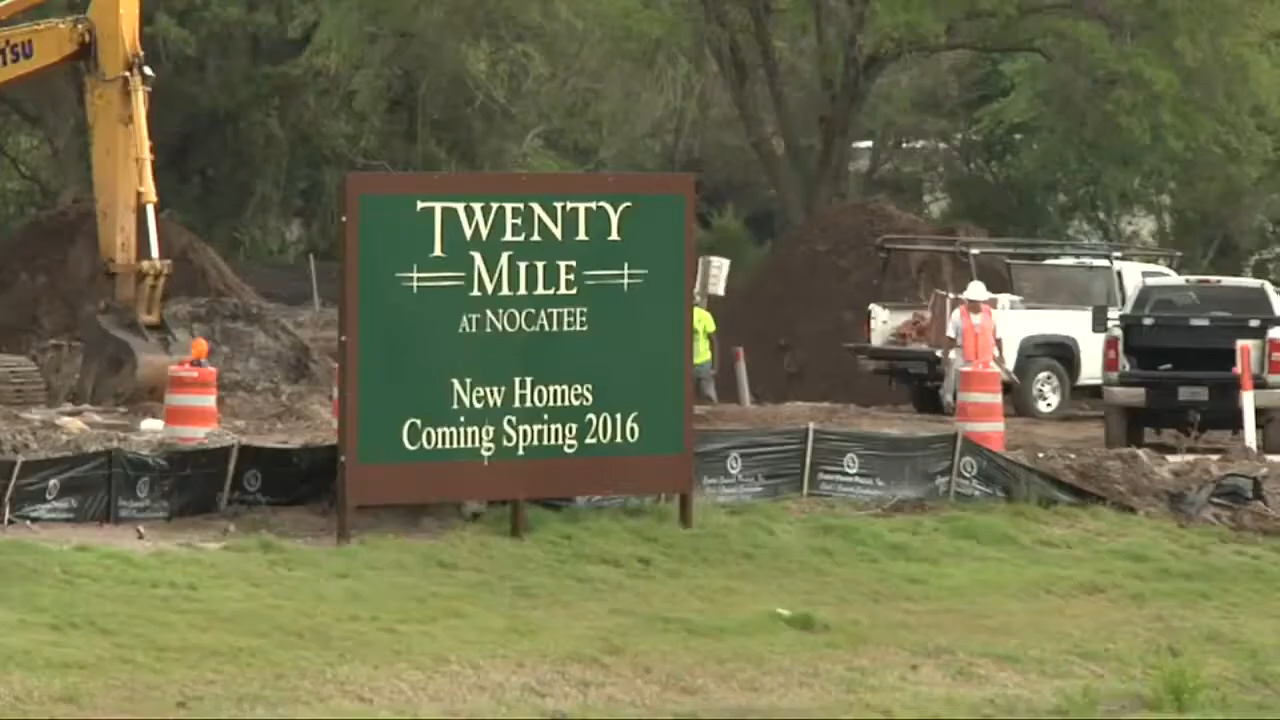 TWENTY
MILE
AT NOCATEE
New Homes
Coming Spring 2016